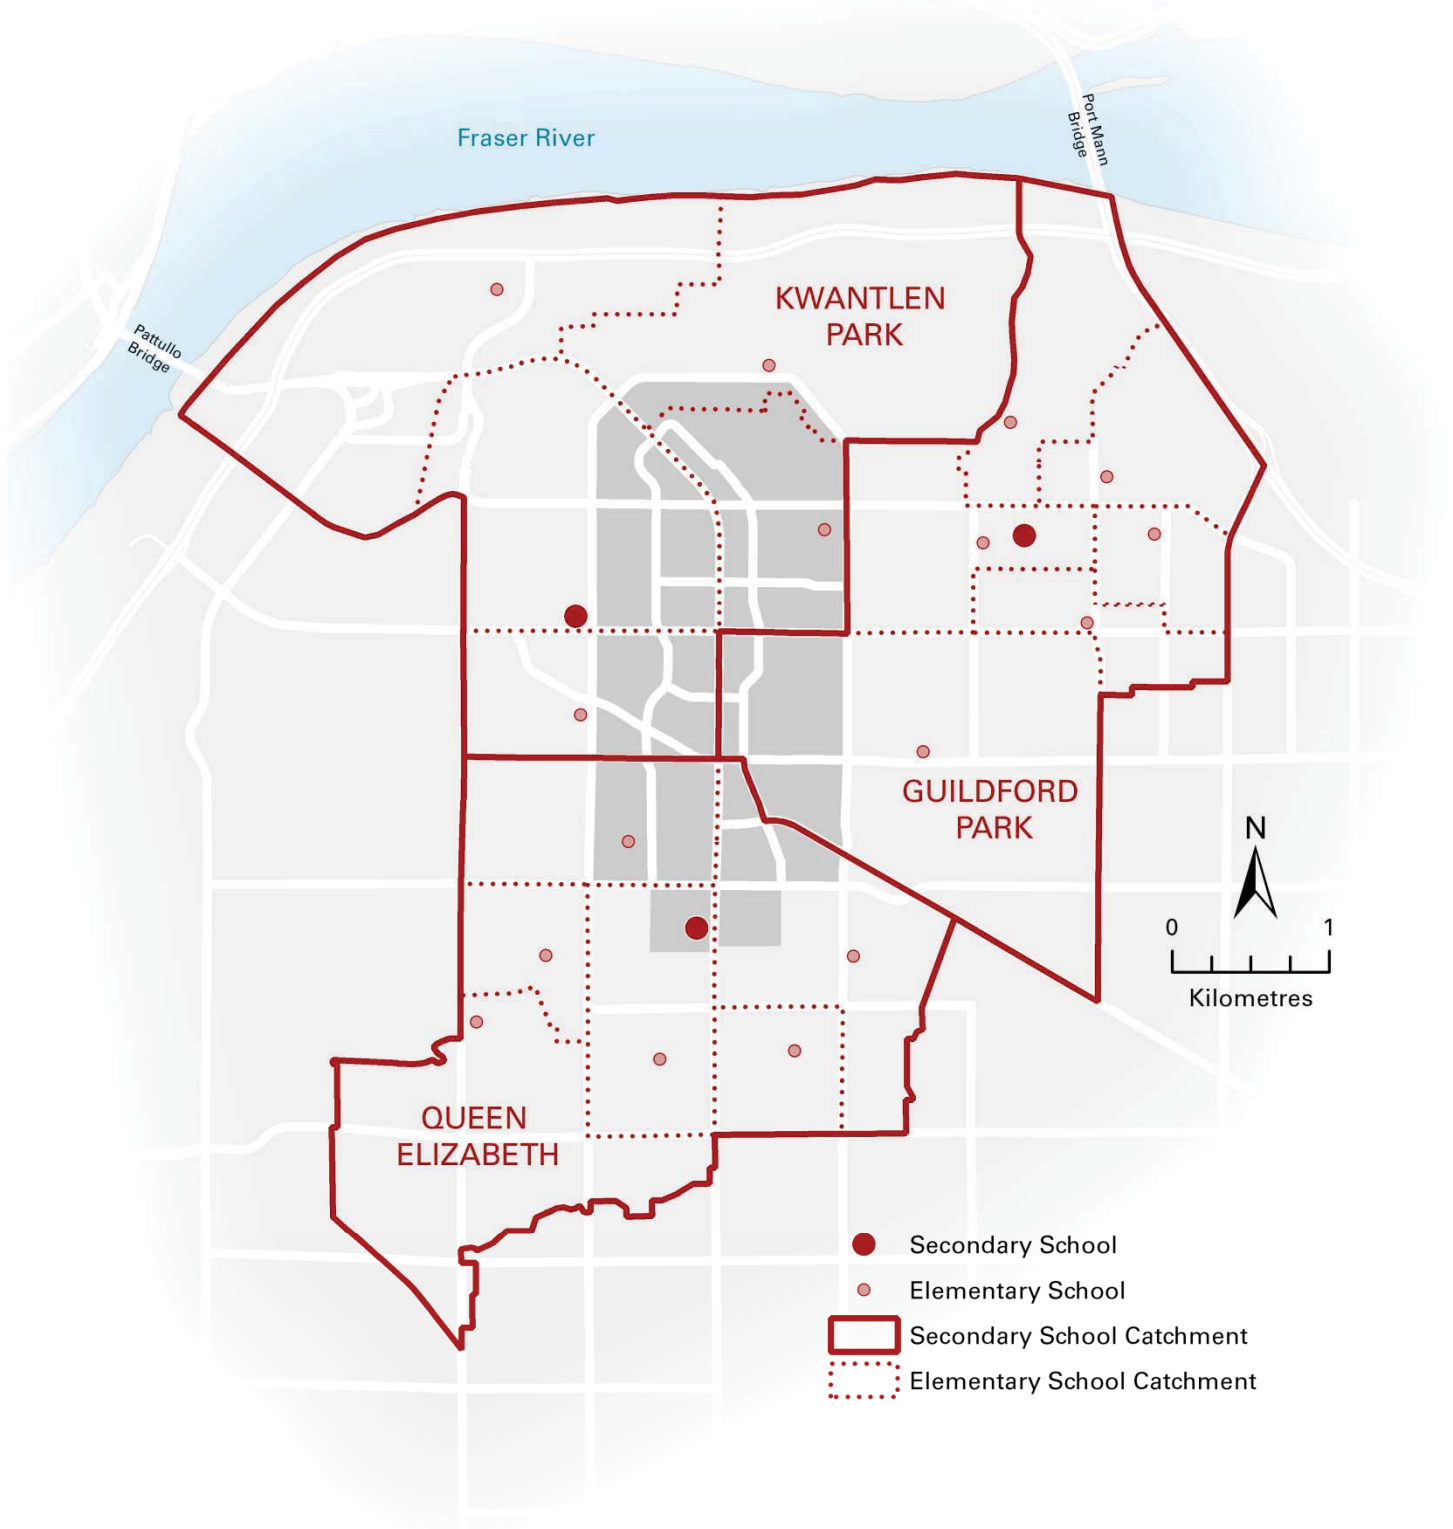 Fraser River
Port Mann
Bridge
KWANTLEN
PARK
Pattullo
Bridge
GUILDFORD
PARK
N
0 1
Kilometres
QUEEN
ELIZABETH
Secondary School
Elementary School
Secondary School Catchment
Elementary School Catchment